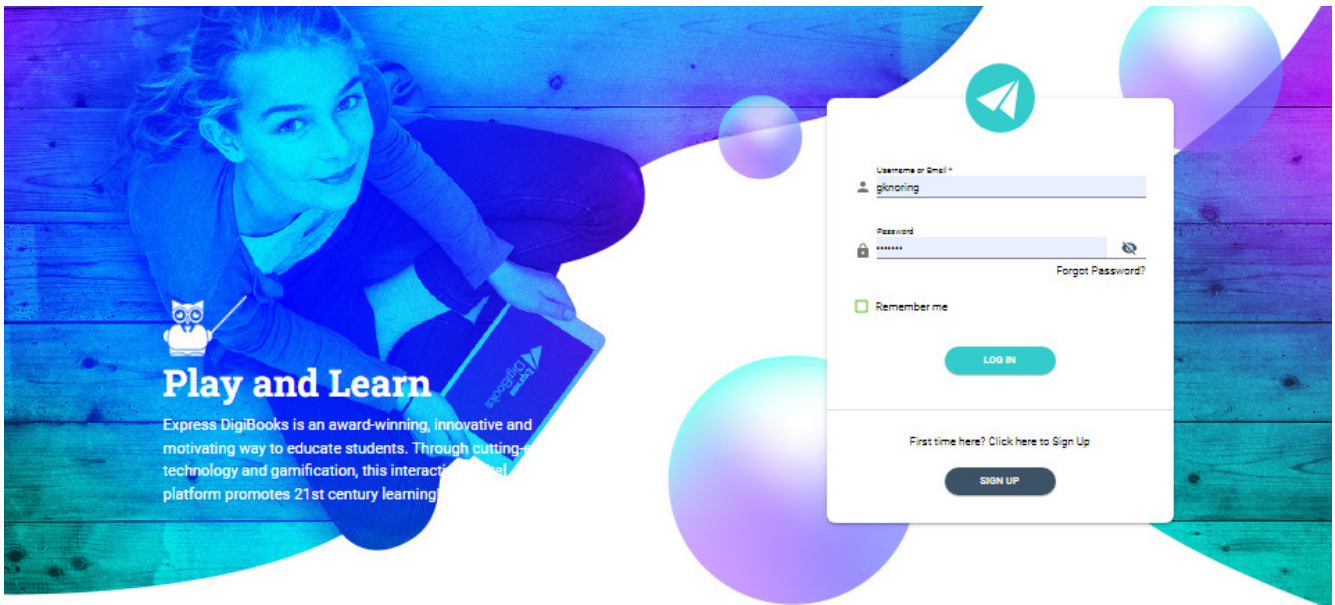 Play and Learn
Express DigiBooks is an award-winning, innovative and
motivating way to educate students. Through cutting-
technology and gamification, this
platform promotes 21st century learning!
Express
DigiBooks
Username or Email *
gknoring
Password
•••••••
Forgot Password?
Remember me
LOG IN
First time here? Click here to Sign Up
SIGN UP